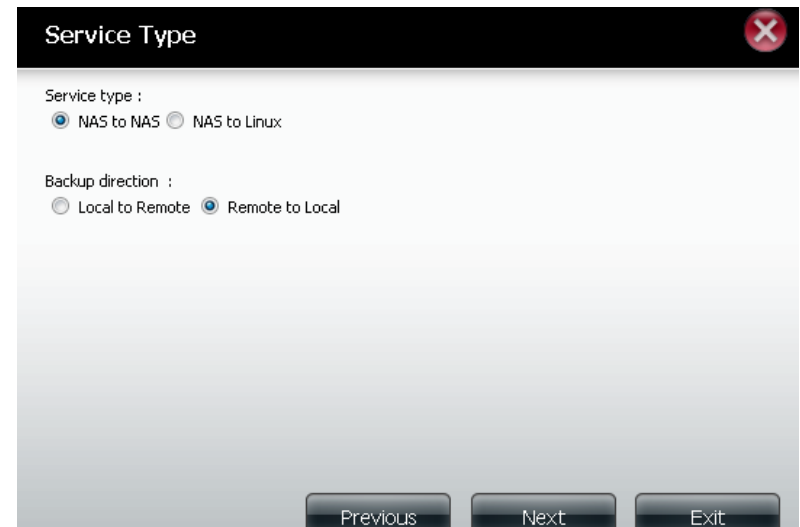 Service Type
Service type :
NAS to NAS NAS to Linux
Backup direction :
Local to Remote Remote to Local
Previous Next Exit